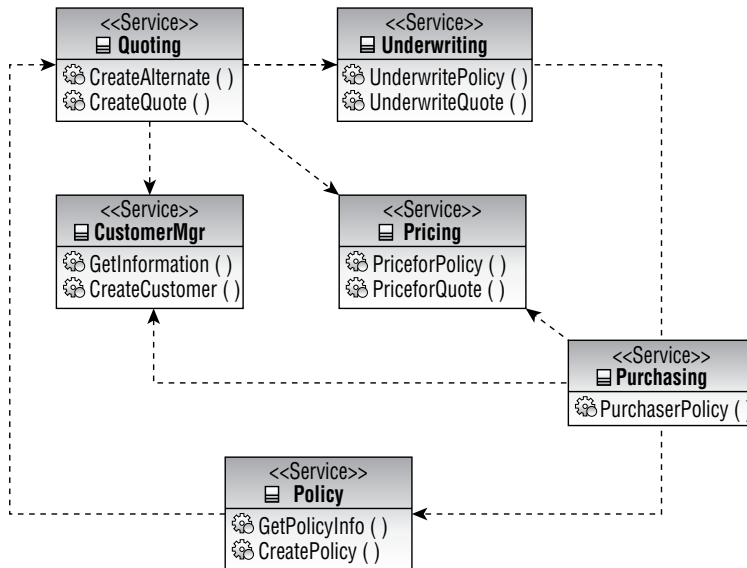 <<Service>>
Quoting
CreateAlternate ( )
CreateQuote ( )
<<Service>>
Underwriting
UnderwritePolicy ( )
UnderwriteQuote ( )
<<Service>>
CustomerMgr
GetInformation ( )
CreateCustomer ( )
<<Service>>
Pricing
PriceforPolicy ( )
PriceforQuote ( )
<<Service>>
Purchasing
PurchaserPolicy ( )
<<Service>>
Policy
GetPolicyInfo ( )
CreatePolicy ( )